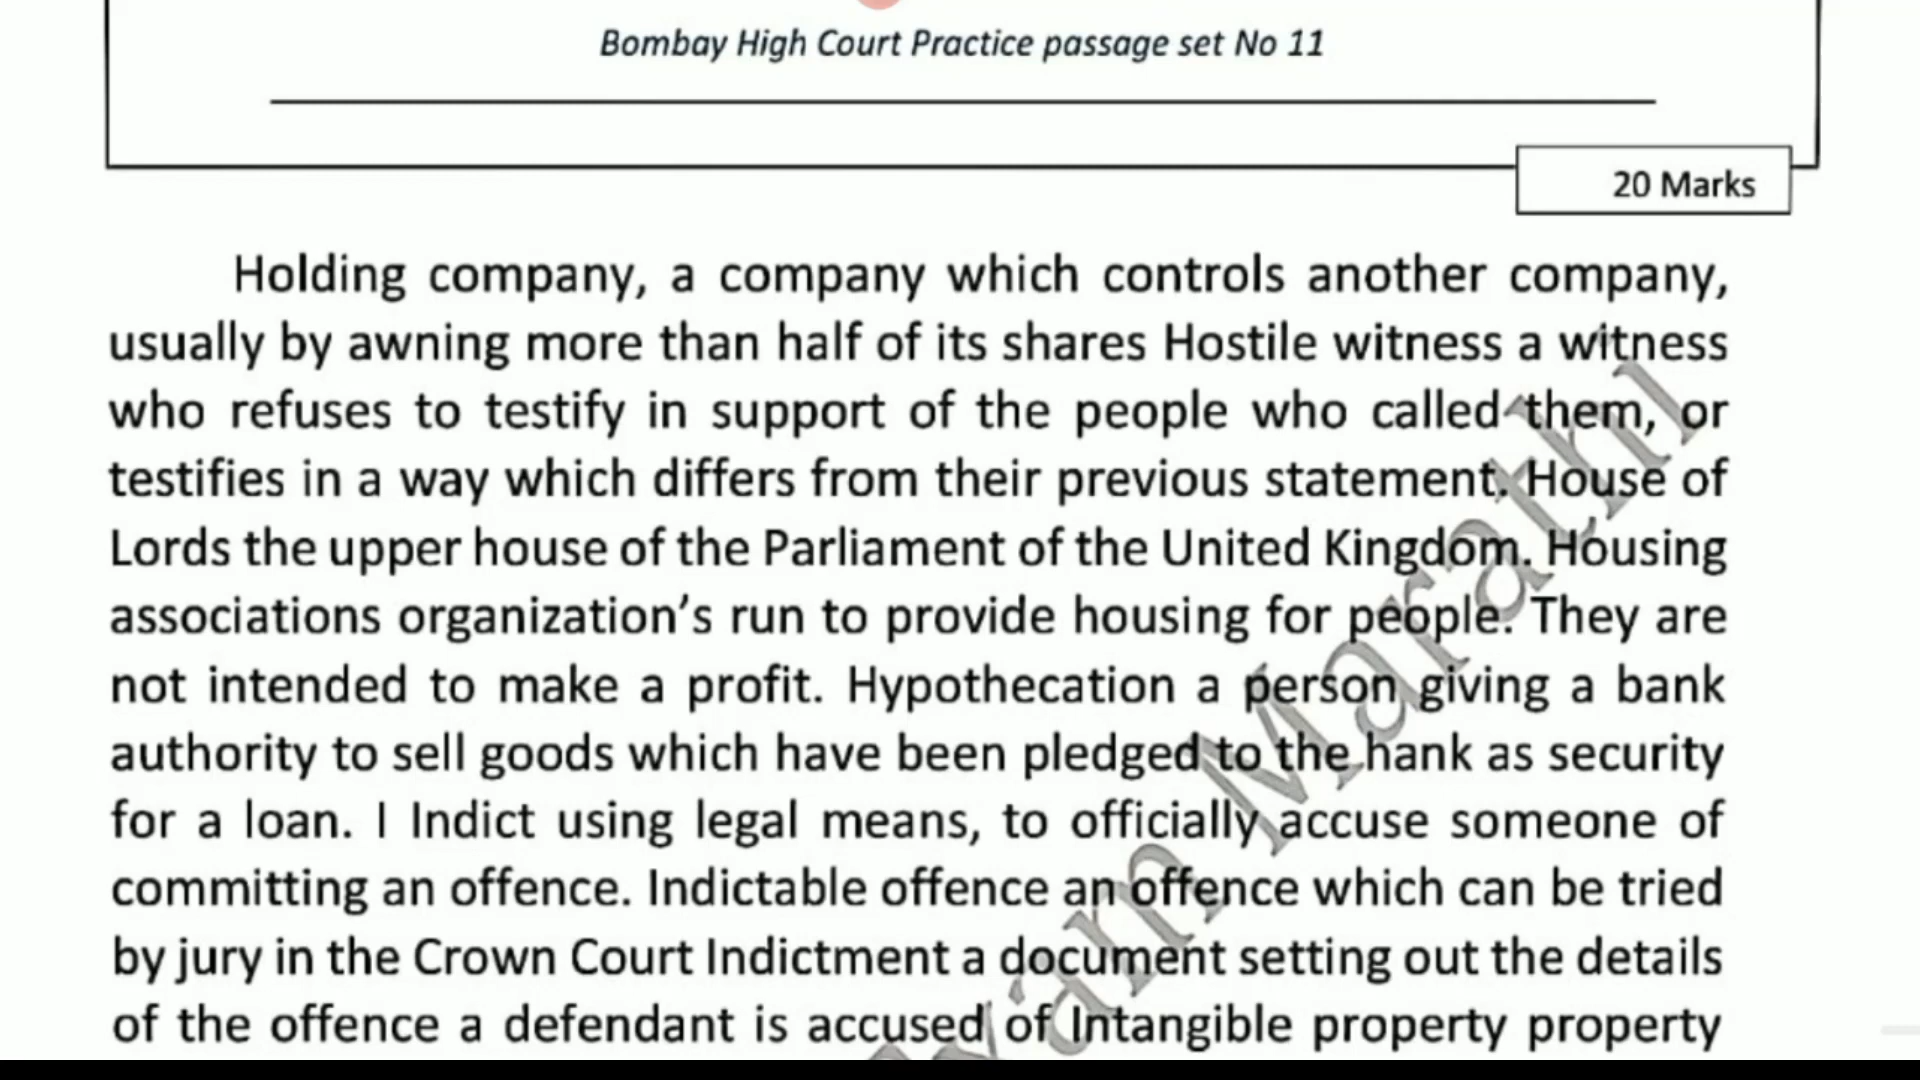 Bombay High Court Practice passage set No 11
20 Marks
Holding company, a company which controls another company,
usually by awning more than half of its shares Hostile witness a witness
who refuses to testify in support of the people who called them, or
testifies in a way which differs from their previous statement. House of
Lords the upper house of the Parliament of the United Kingdom. Housing
associations organization’s run to provide housing for people. They are
not intended to make a profit. Hypothecation a person giving a bank
authority to sell goods which have been pledged to the hank as security
for a loan. I Indict using legal means, to officially accuse someone of
committing an offence. Indictable offence an offence which can be tried
by jury in the Crown Court Indictment a document setting out the details
of the offence a defendant is accused of Intangible property property
Marathi